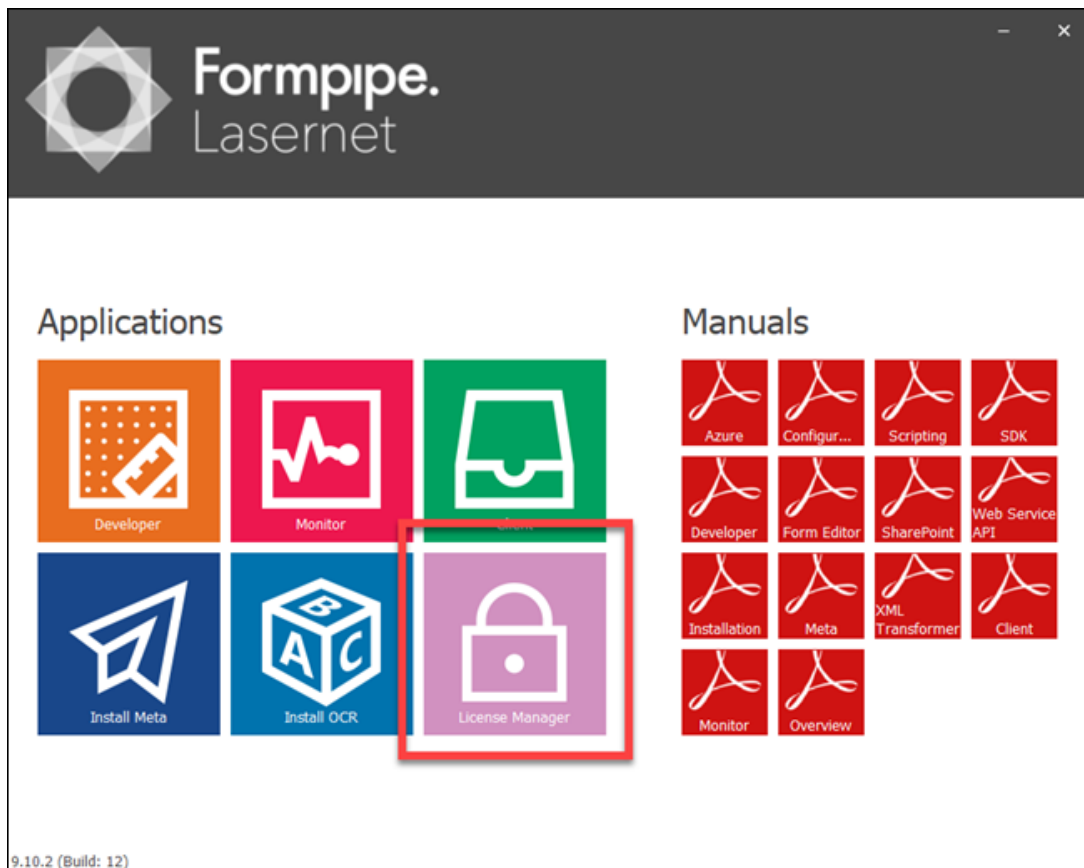 Formpipe.
Lasernet
Applications
Developer
Monitor
Client
Install Meta
B
A C
Install OCR
License Manager
Manuals
Azure
Configur...
Scripting
SDK
Developer
Form Editor
SharePoint
Web Service
API
Installation
Meta
XML
Transformer
Client
Monitor
Overview
9.10.2 (Build: 12)